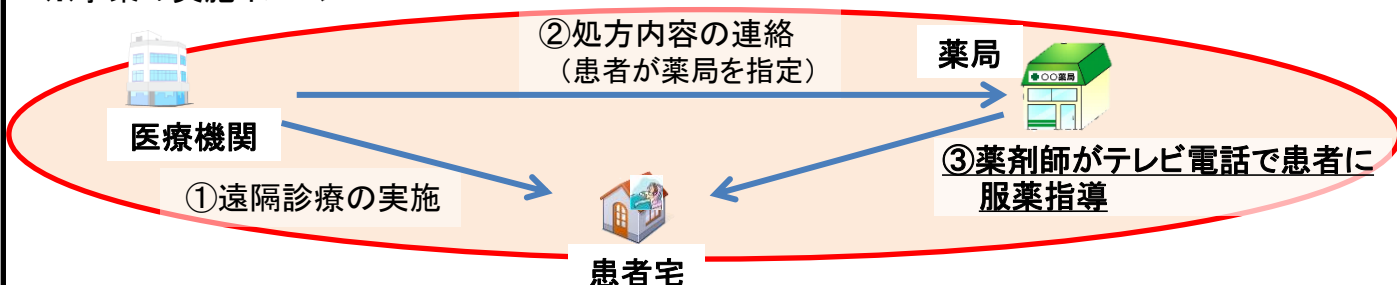 ②処方内容の連絡
（患者が薬局を指定）
薬局
○○薬局
医療機関
③薬剤師がテレビ電話で患者に
服薬指導
①遠隔診療の実施
患者宅